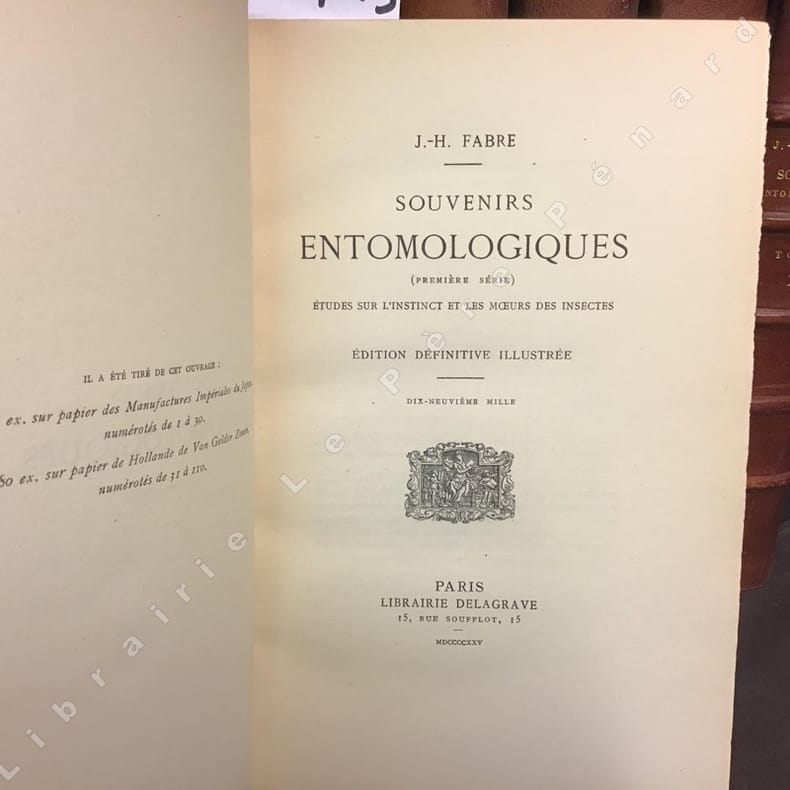 IL A ÉTÉ TIRÉ DE CET OUVRAGE :
ex. sur papier des Manufactures Impériales du Japon,
numérotés de 1 à 30.
80 ex. sur papier de Hollande de Van Gelder Zonen,
numérotés de 31 à 110.
J.-H. FABRE
SOUVENIRS
ENTOMOLOGIQUES
(PREMIÈRE SÉRIE)
ÉTUDES SUR L'INSTINCT ET LES MŒURS DES INSECTES
ÉDITION DÉFINITIVE ILLUSTRÉE
DIX-NEUVIÈME MILLE
PARIS
LIBRAIRIE DELAGRAVE
15, RUE SOUFFLOT, 15
MDCCCCXXV
Librairie Le Père Pénard